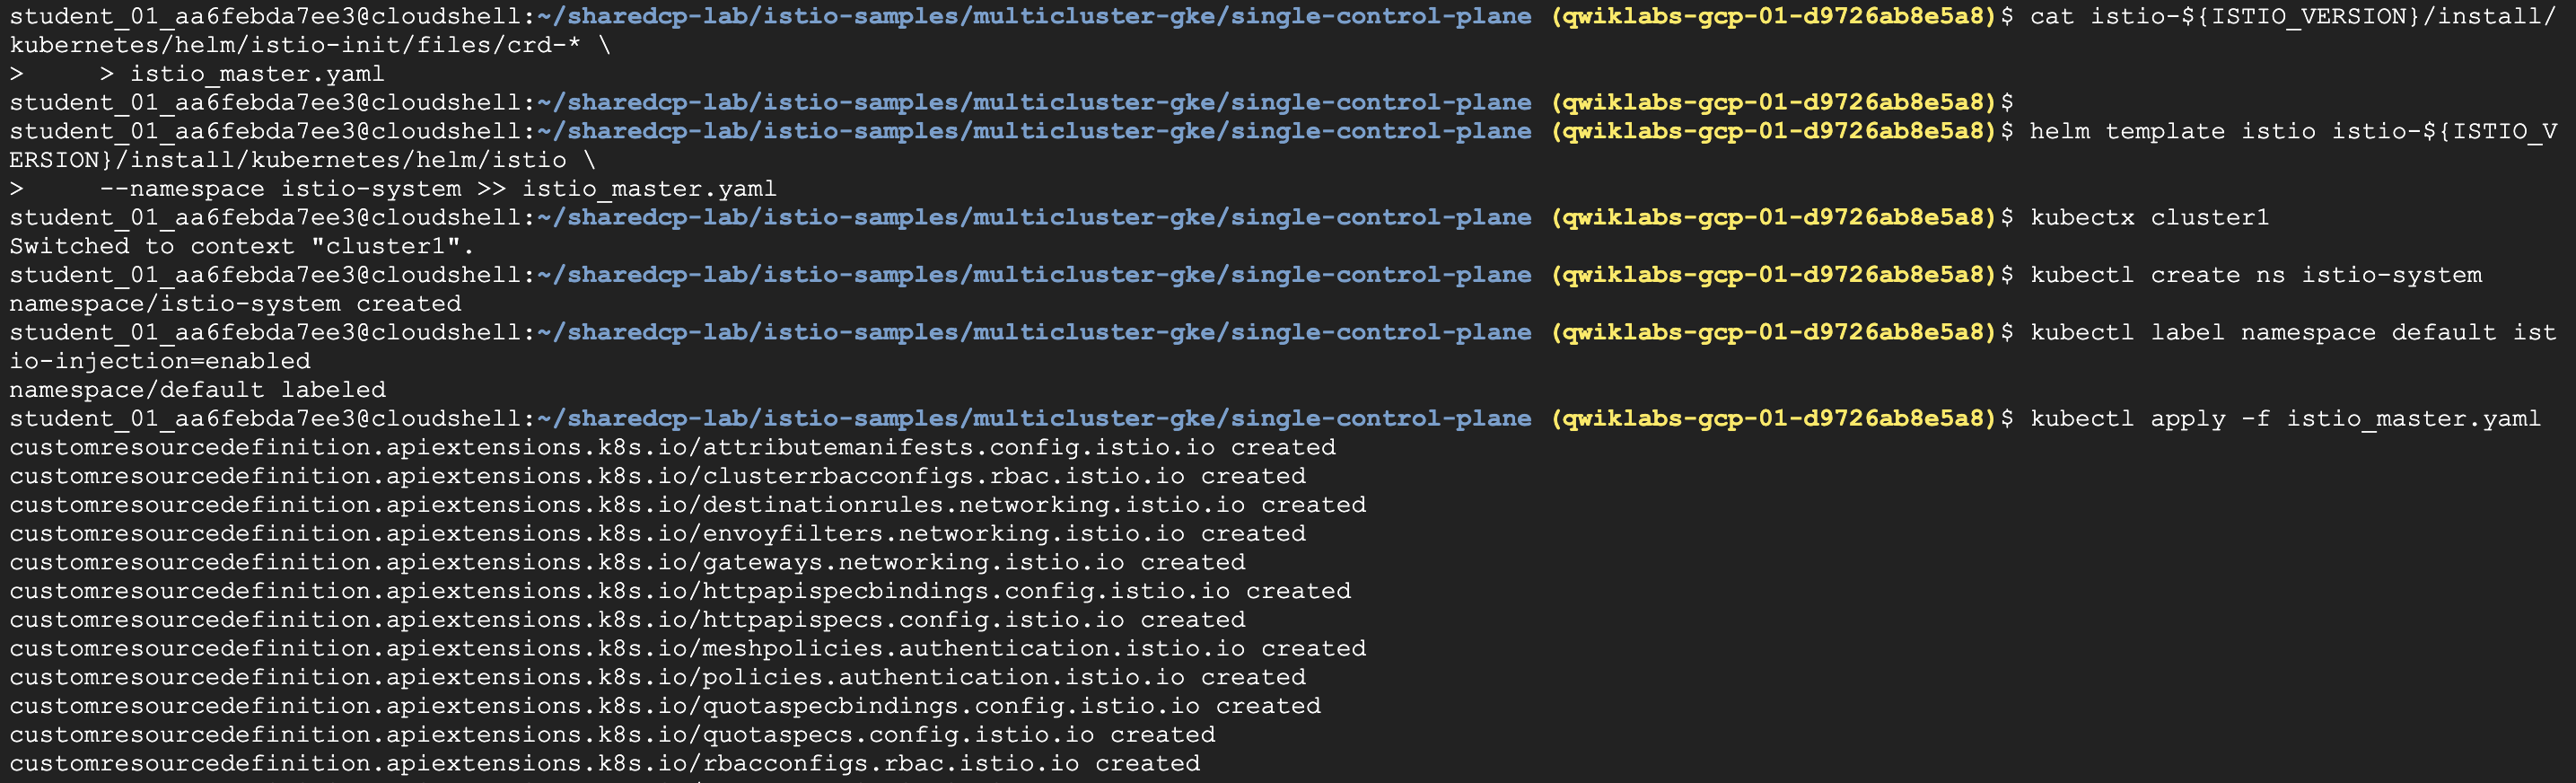 student_01_aa6febda7ee3@cloudshell:~/sharedcp-lab/istio-samples/multicluster-gke/single-control-plane (qwiklabs-gcp-01-d9726ab8e5a8)$ cat istio-${ISTIO_VERSION}/install/
kubernetes/helm/istio-init/files/crd-* \
>     > istio_master.yaml
student_01_aa6febda7ee3@cloudshell:~/sharedcp-lab/istio-samples/multicluster-gke/single-control-plane (qwiklabs-gcp-01-d9726ab8e5a8)$
student_01_aa6febda7ee3@cloudshell:~/sharedcp-lab/istio-samples/multicluster-gke/single-control-plane (qwiklabs-gcp-01-d9726ab8e5a8)$ helm template istio istio-${ISTIO_V
ERSION}/install/kubernetes/helm/istio \
>     --namespace istio-system >> istio_master.yaml
student_01_aa6febda7ee3@cloudshell:~/sharedcp-lab/istio-samples/multicluster-gke/single-control-plane (qwiklabs-gcp-01-d9726ab8e5a8)$ kubectx cluster1
Switched to context "cluster1".
student_01_aa6febda7ee3@cloudshell:~/sharedcp-lab/istio-samples/multicluster-gke/single-control-plane (qwiklabs-gcp-01-d9726ab8e5a8)$ kubectl create ns istio-system
namespace/istio-system created
student_01_aa6febda7ee3@cloudshell:~/sharedcp-lab/istio-samples/multicluster-gke/single-control-plane (qwiklabs-gcp-01-d9726ab8e5a8)$ kubectl label namespace default ist
io-injection=enabled
namespace/default labeled
student_01_aa6febda7ee3@cloudshell:~/sharedcp-lab/istio-samples/multicluster-gke/single-control-plane (qwiklabs-gcp-01-d9726ab8e5a8)$ kubectl apply -f istio_master.yaml
customresourcedefinition.apiextensions.k8s.io/attributemanifests.config.istio.io created
customresourcedefinition.apiextensions.k8s.io/clusterrbacconfigs.rbac.istio.io created
customresourcedefinition.apiextensions.k8s.io/destinationrules.networking.istio.io created
customresourcedefinition.apiextensions.k8s.io/envoyfilters.networking.istio.io created
customresourcedefinition.apiextensions.k8s.io/gateways.networking.istio.io created
customresourcedefinition.apiextensions.k8s.io/httpapispecbindings.config.istio.io created
customresourcedefinition.apiextensions.k8s.io/httpapispecs.config.istio.io created
customresourcedefinition.apiextensions.k8s.io/meshpolicies.authentication.istio.io created
customresourcedefinition.apiextensions.k8s.io/policies.authentication.istio.io created
customresourcedefinition.apiextensions.k8s.io/quotaspecbindings.config.istio.io created
customresourcedefinition.apiextensions.k8s.io/quotaspecs.config.istio.io created
customresourcedefinition.apiextensions.k8s.io/rbacconfigs.rbac.istio.io created